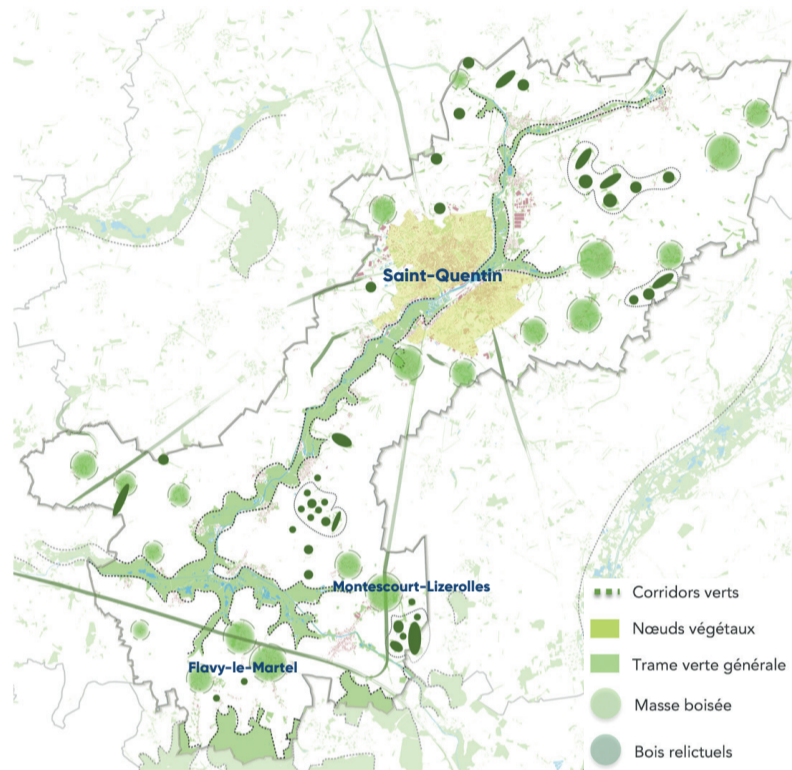 Saint-Quentin
Montescourt-Lizerolles
Flavy-le-Martel
Corridors verts
Nœuds végétaux
Trame verte générale
Masse boisée
Bois relictuels